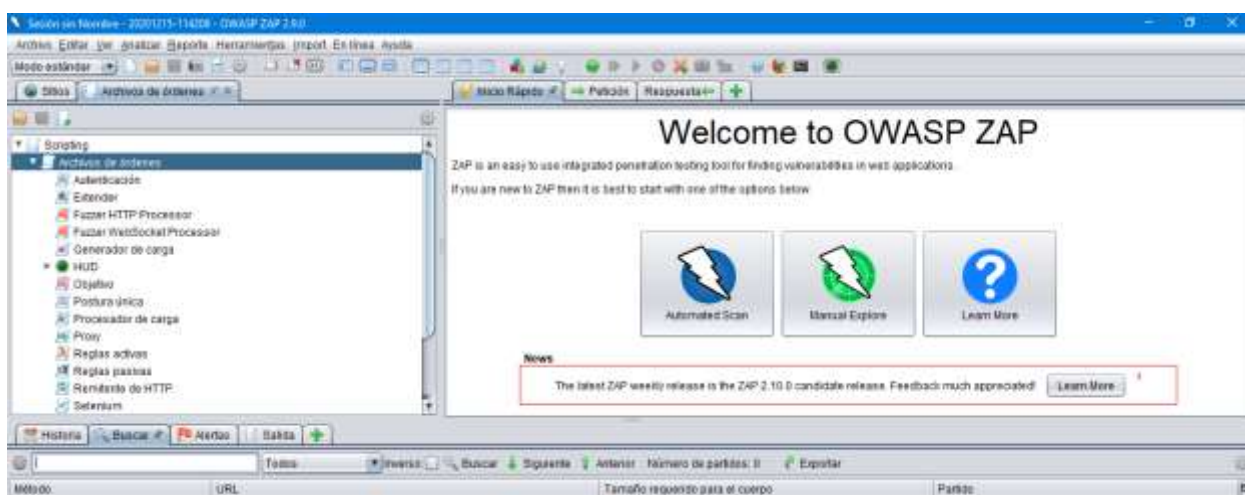 Sesión sin Nombre - 20201215-114208 - OWASP ZAP 2.9.0
Archivo Editar Ver Analizar Reporte Herramientas Import En línea Ayuda
Modo estándar
Sitios
Archivos de órdenes
Inicio Rápido
Petición
Respuesta
Scripting
Archivos de órdenes
Autenticación
Extender
Fuzzer HTTP Processor
Fuzzer WebSocket Processor
Generador de carga
HUD
Objetivo
Postura única
Procesador de carga
Proxy
Reglas activas
Reglas pasivas
Remitente de HTTP
Selenium
Welcome to OWASP ZAP
ZAP is an easy to use integrated penetration testing tool for finding vulnerabilities in web applications.
If you are new to ZAP then it is best to start with one of the options below.
Automated Scan
Manual Explore
Learn More
News
The latest ZAP weekly release is the ZAP 2.10.0 candidate release. Feedback much appreciated!
Learn More
Historia
Buscar
Alertas
Salida
Todos
Inverso
Buscar
Siguiente
Anterior
Número de partidos: 0
Exportar
Método
URL
Tamaño requerido para el cuerpo
Partido